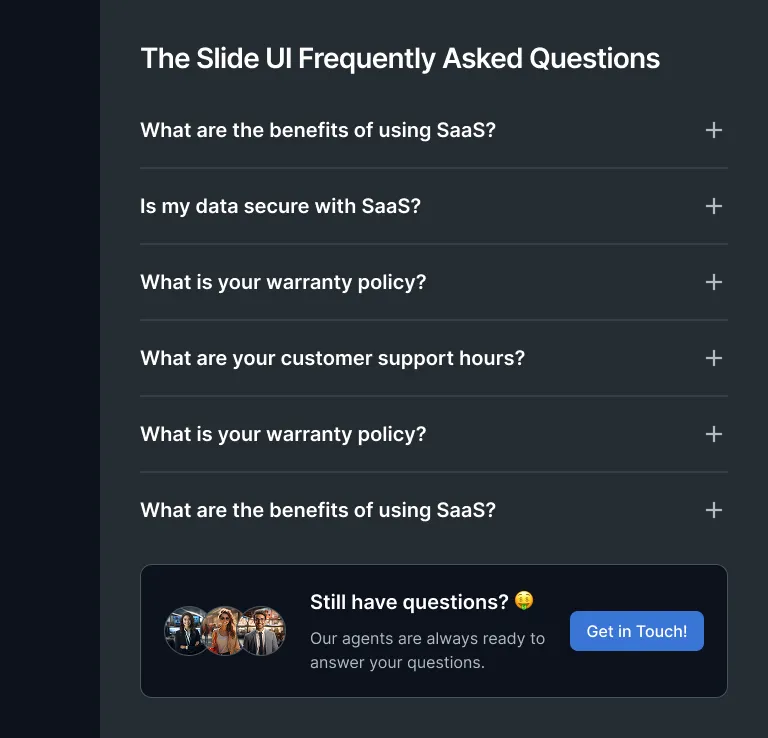 The Slide UI Frequently Asked Questions
What are the benefits of using SaaS?
Is my data secure with SaaS?
What is your warranty policy?
What are your customer support hours?
What is your warranty policy?
What are the benefits of using SaaS?
Still have questions? 🤑
Our agents are always ready to
answer your questions.
Get in Touch!